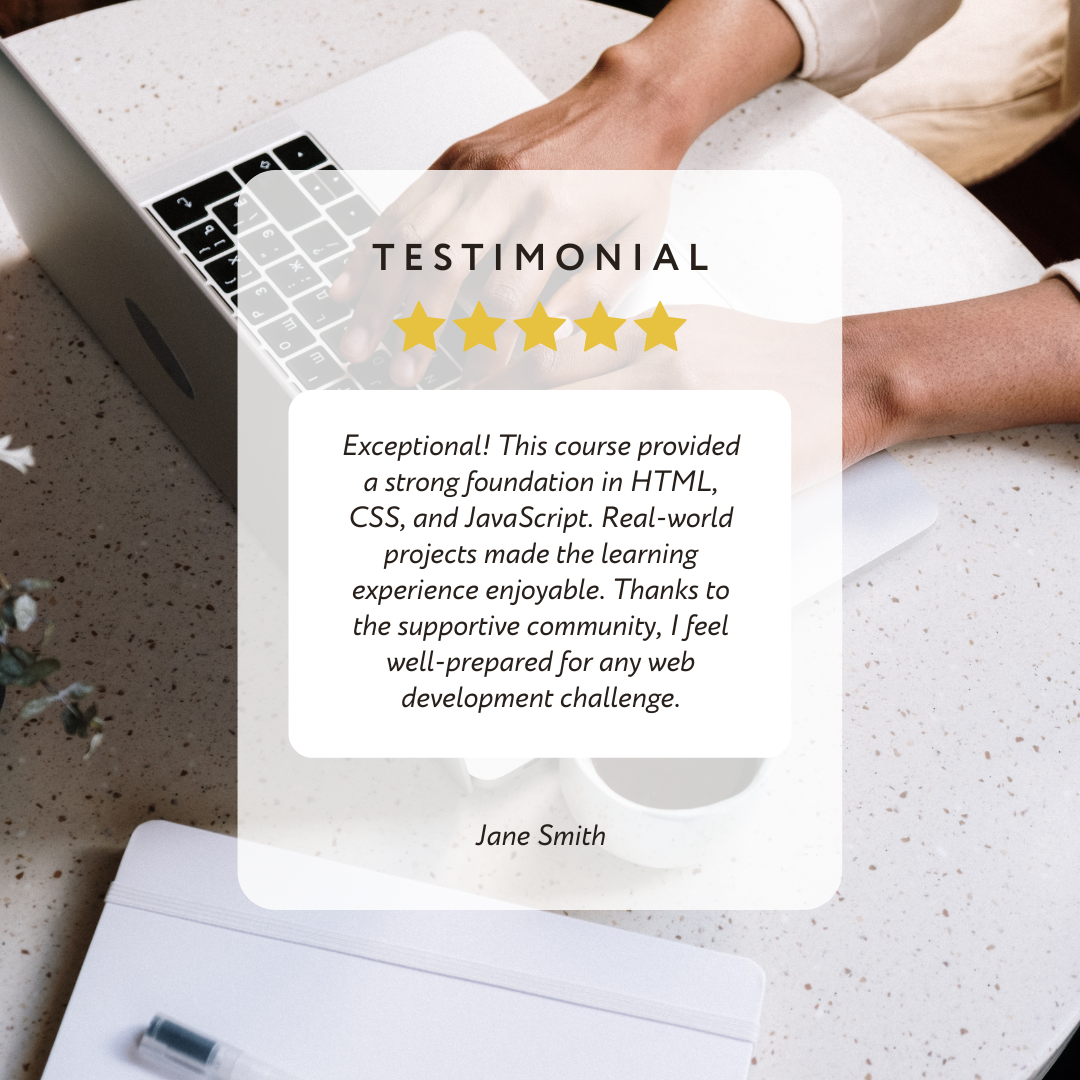 TESTIMONIAL
Exceptional! This course provided
a strong foundation in HTML,
CSS, and JavaScript. Real-world
projects made the learning
experience enjoyable. Thanks to
the supportive community, I feel
well-prepared for any web
development challenge.
Jane Smith